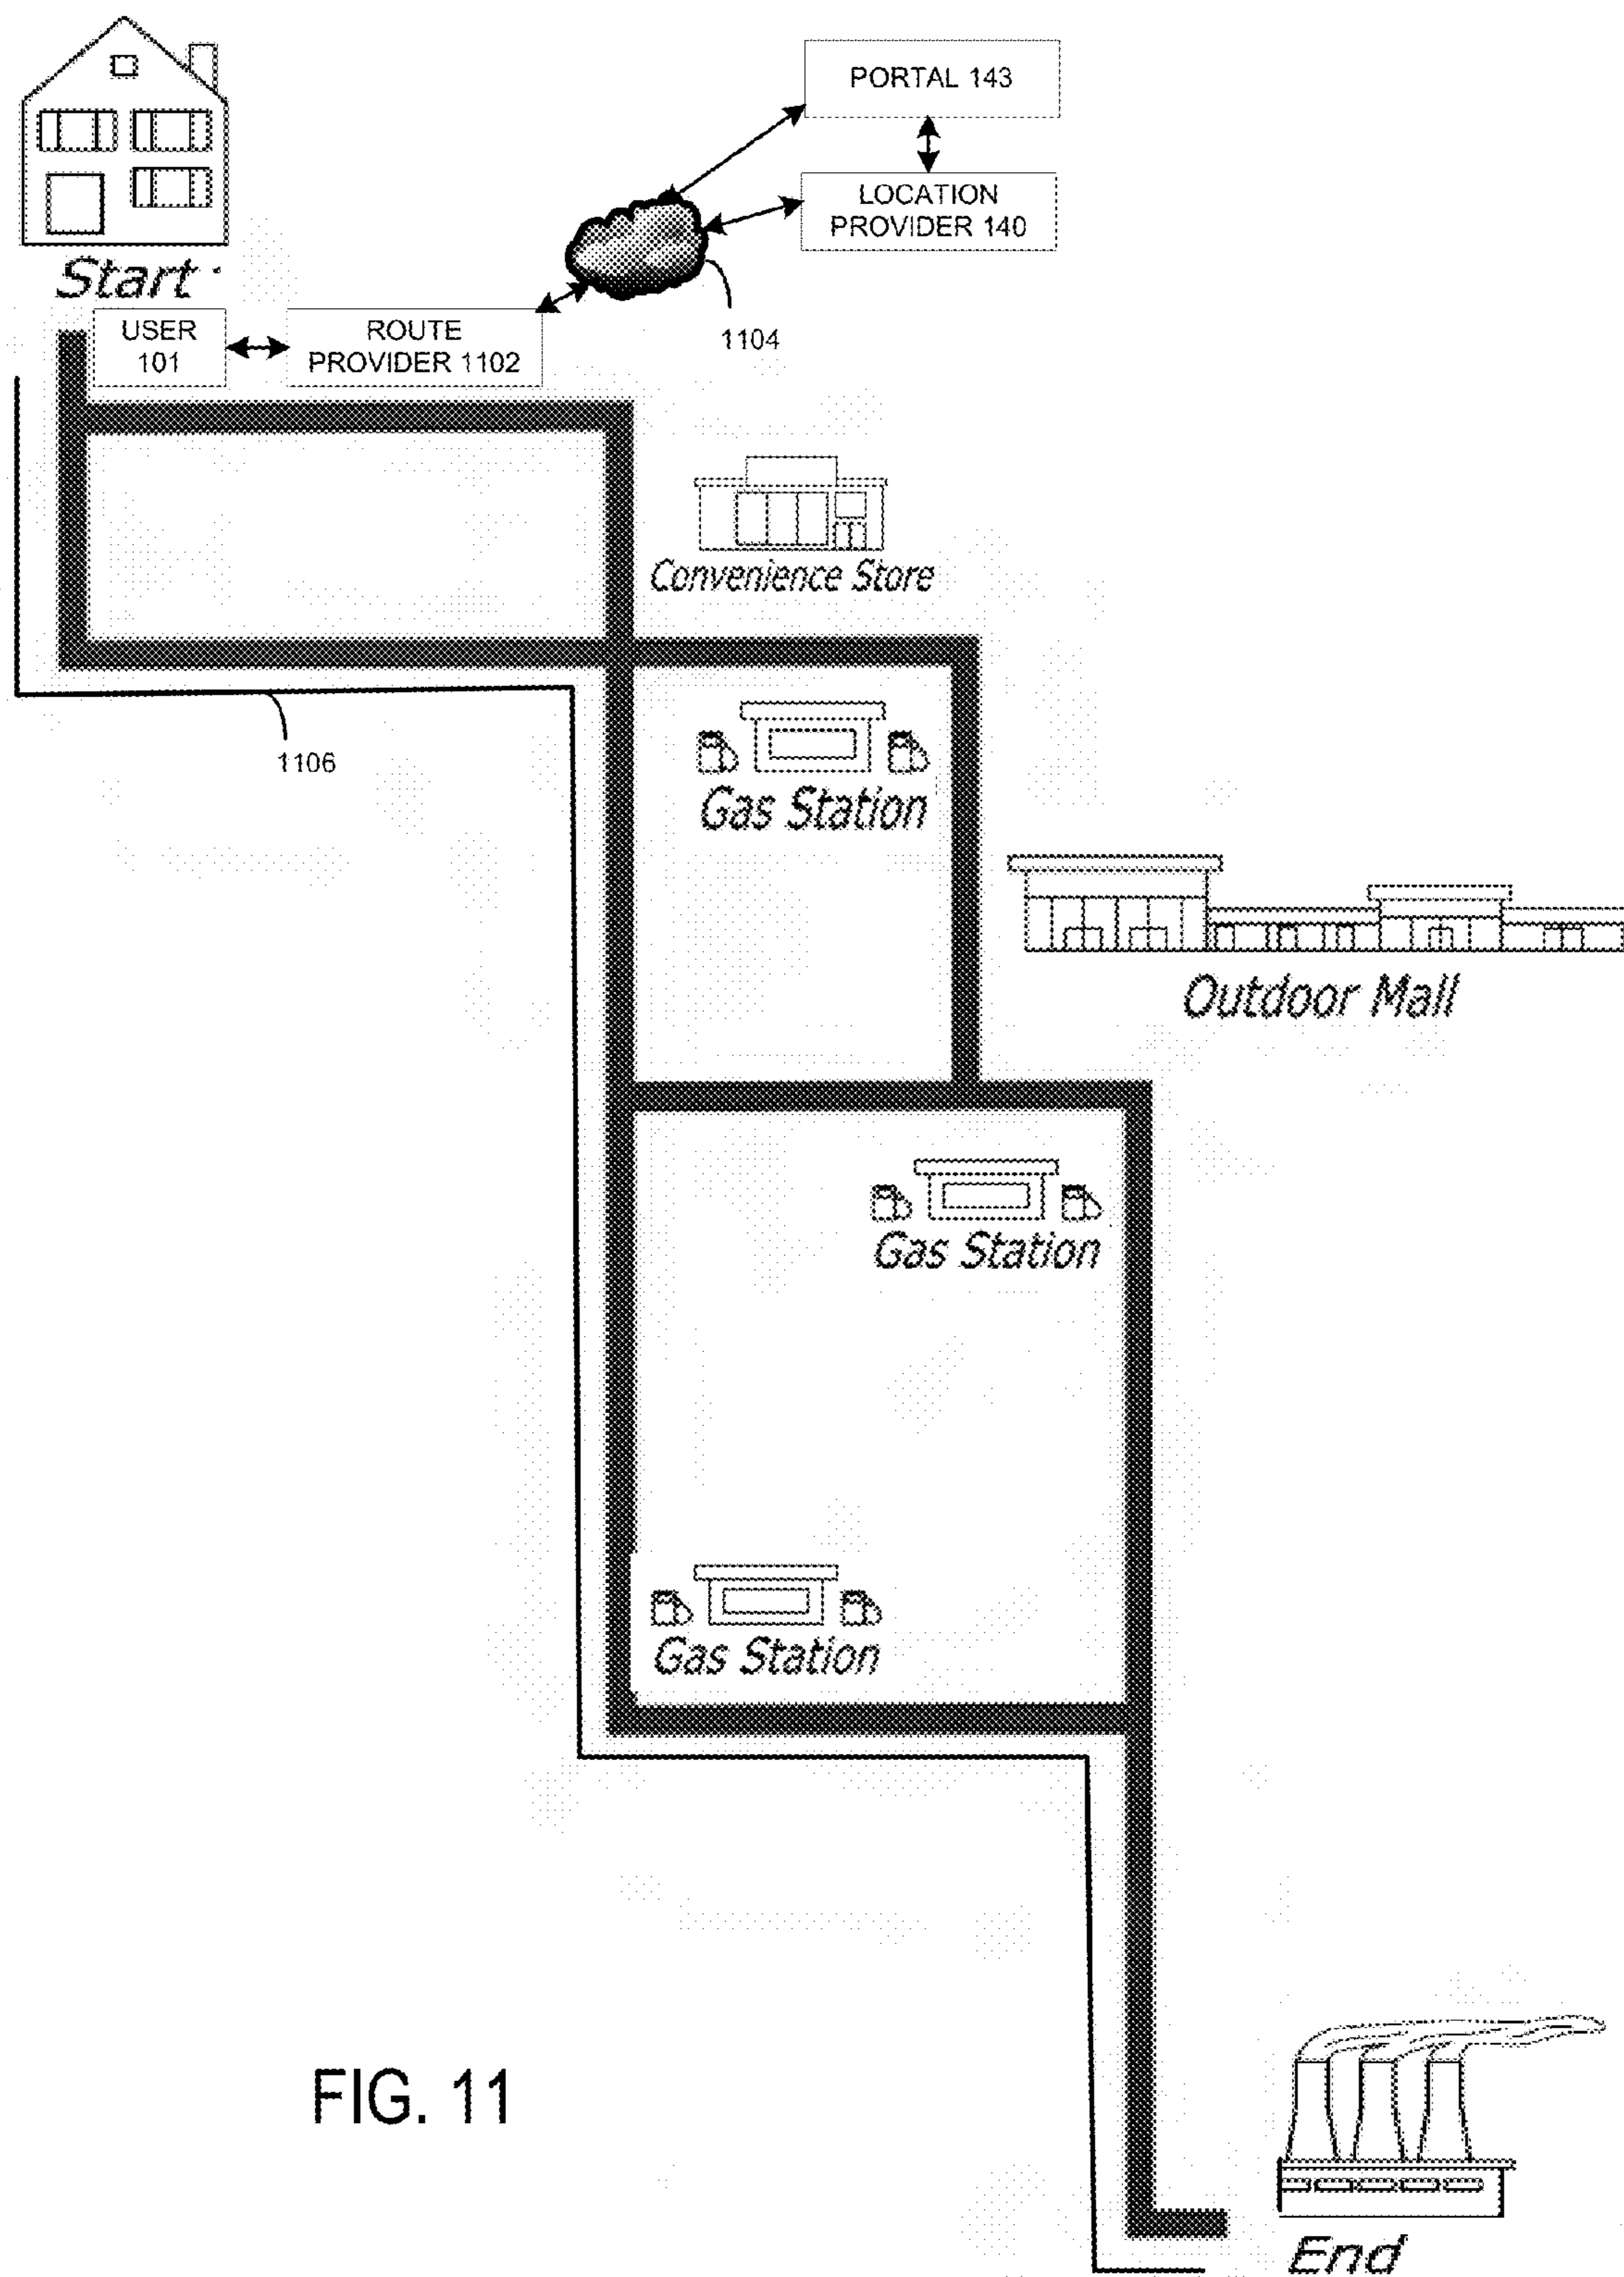 PORTAL 143
LOCATION
PROVIDER 140
Start
USER
101
ROUTE
PROVIDER 1102
1104
Convenience Store
1106
Gas Station
Outdoor Mall
Gas Station
Gas Station
FIG. 11
End